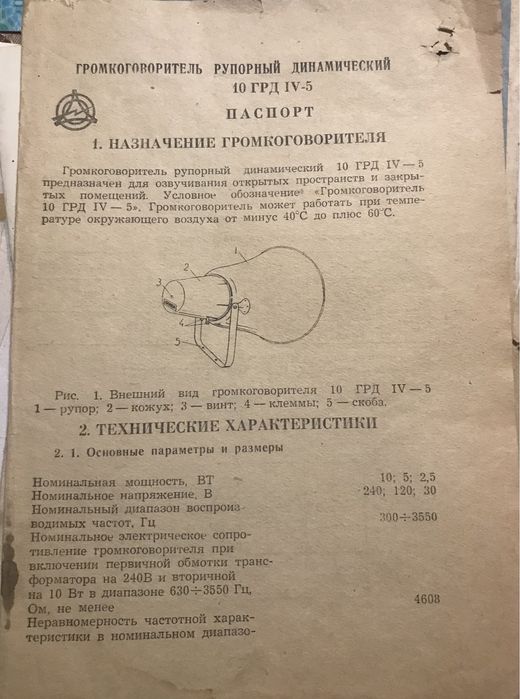 ГРОМКОГОВОРИТЕЛЬ РУПОРНЫЙ ДИНАМИЧЕСКИЙ
10 ГРД IV-5
ПАСПОРТ
1. НАЗНАЧЕНИЕ ГРОМКОГОВОРИТЕЛЯ
Громкоговоритель рупорный динамический 10 ГРД IV — 5
предназначен для озвучивания открытых пространств и закры-
тых помещений. Условное обозначение «Громкоговоритель
10 ГРД IV — 5». Громкоговоритель может работать при темпе-
ратуре окружающего воздуха от минус 40°С до плюс 60°С.
1
2
3
4
5
Рис. 1. Внешний вид громкоговорителя 10 ГРД IV — 5
1 — рупор; 2 — кожух; 3 — винт; 4 — клеммы; 5 — скоба.
2. ТЕХНИЧЕСКИЕ ХАРАКТЕРИСТИКИ
2. 1. Основные параметры и размеры
Номинальная мощность, ВТ 10; 5; 2,5
Номинальное напряжение, В 240; 120; 30
Номинальный диапазон воспроиз-
водимых частот, Гц 300÷3550
Номинальное электрическое сопро-
тивление громкоговорителя при
включении первичной обмотки транс-
форматора на 240В и вторичной
на 10 Вт в диапазоне 630÷3550 Гц,
Ом, не менее 4608
Неравномерность частотной харак-
теристики в номинальном диапазо-